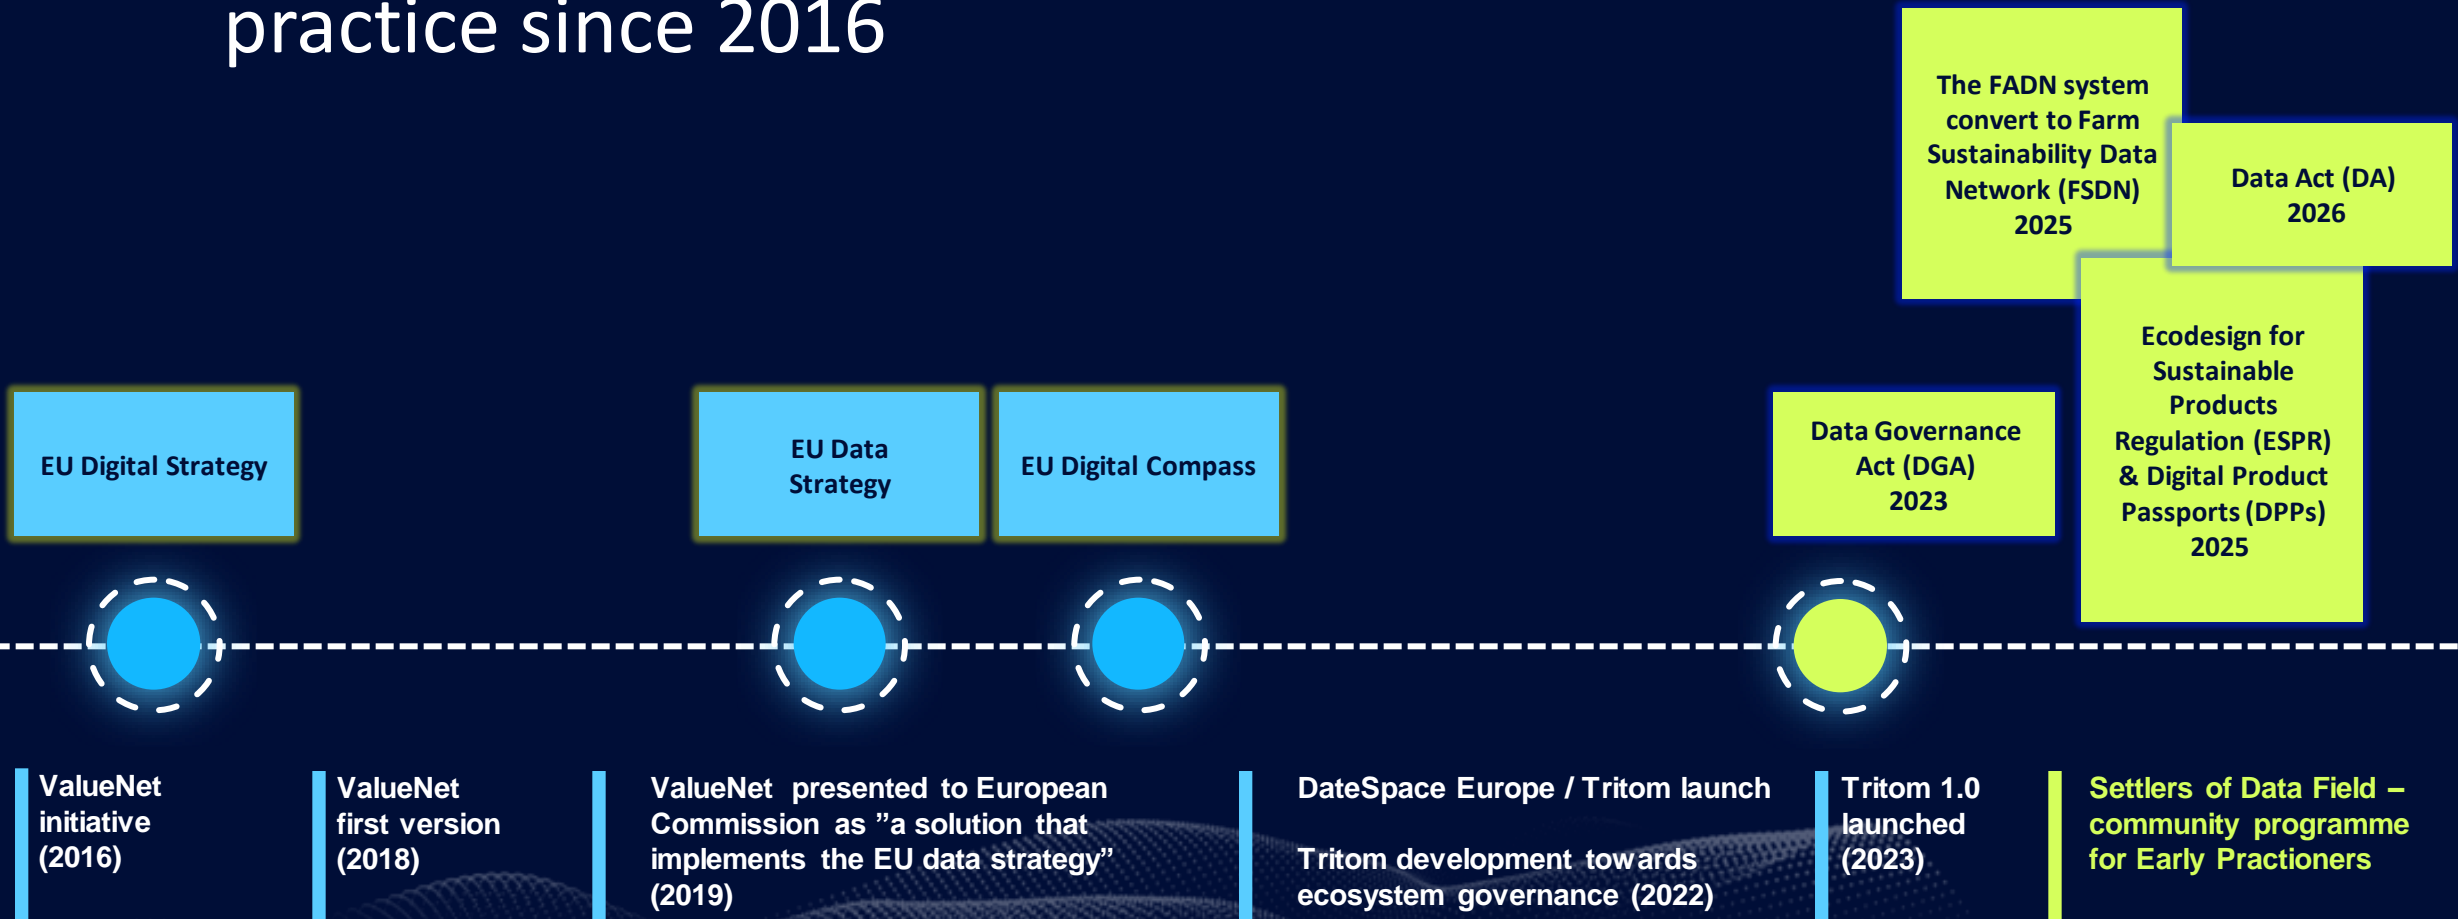 practice since 2016
The FADN system
convert to Farm
Sustainability Data
Network (FSDN)
2025
Data Act (DA)
2026
Ecodesign for
Sustainable
Products
Regulation (ESPR)
& Digital Product
Passports (DPPs)
2025
EU Digital Strategy
EU Data
Strategy
EU Digital Compass
Data Governance
Act (DGA)
2023
ValueNet
initiative
(2016)
ValueNet
first version
(2018)
ValueNet presented to European
Commission as ”a solution that
implements the EU data strategy”
(2019)
DateSpace Europe / Tritom launch
Tritom development towards
ecosystem governance (2022)
Tritom 1.0
launched
(2023)
Settlers of Data Field –
community programme
for Early Practioners